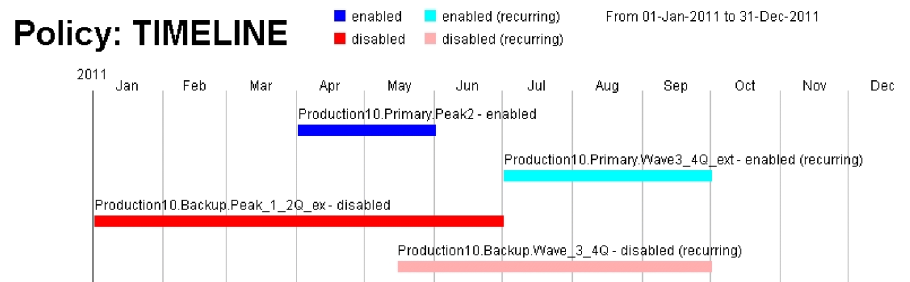 Policy: TIMELINE
enabled
enabled (recurring)
From 01-Jan-2011 to 31-Dec-2011
disabled
disabled (recurring)
2011
Jan Feb Mar Apr May Jun Jul Aug Sep Oct Nov Dec
Production10.Primary.Peak2 - enabled
Production10.Primary.Wave3_4Q_ext - enabled (recurring)
Production10.Backup.Peak_1_2Q_ex - disabled
Production10.Backup.Wave_3_4Q - disabled (recurring)